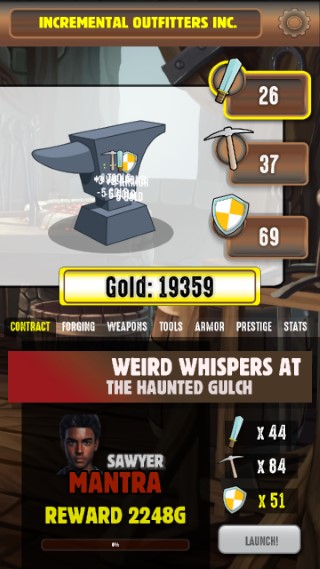 INCREMENTAL OUTFITTERS INC.
26
37
69
Gold: 19359
CONTRACT FORGING WEAPONS TOOLS ARMOR PRESTIGE STATS
WEIRD WHISPERS AT
THE HAUNTED GULCH
SAWYER
MANTRA
REWARD 2248G
0%
x 44
x 84
x 51
LAUNCH!